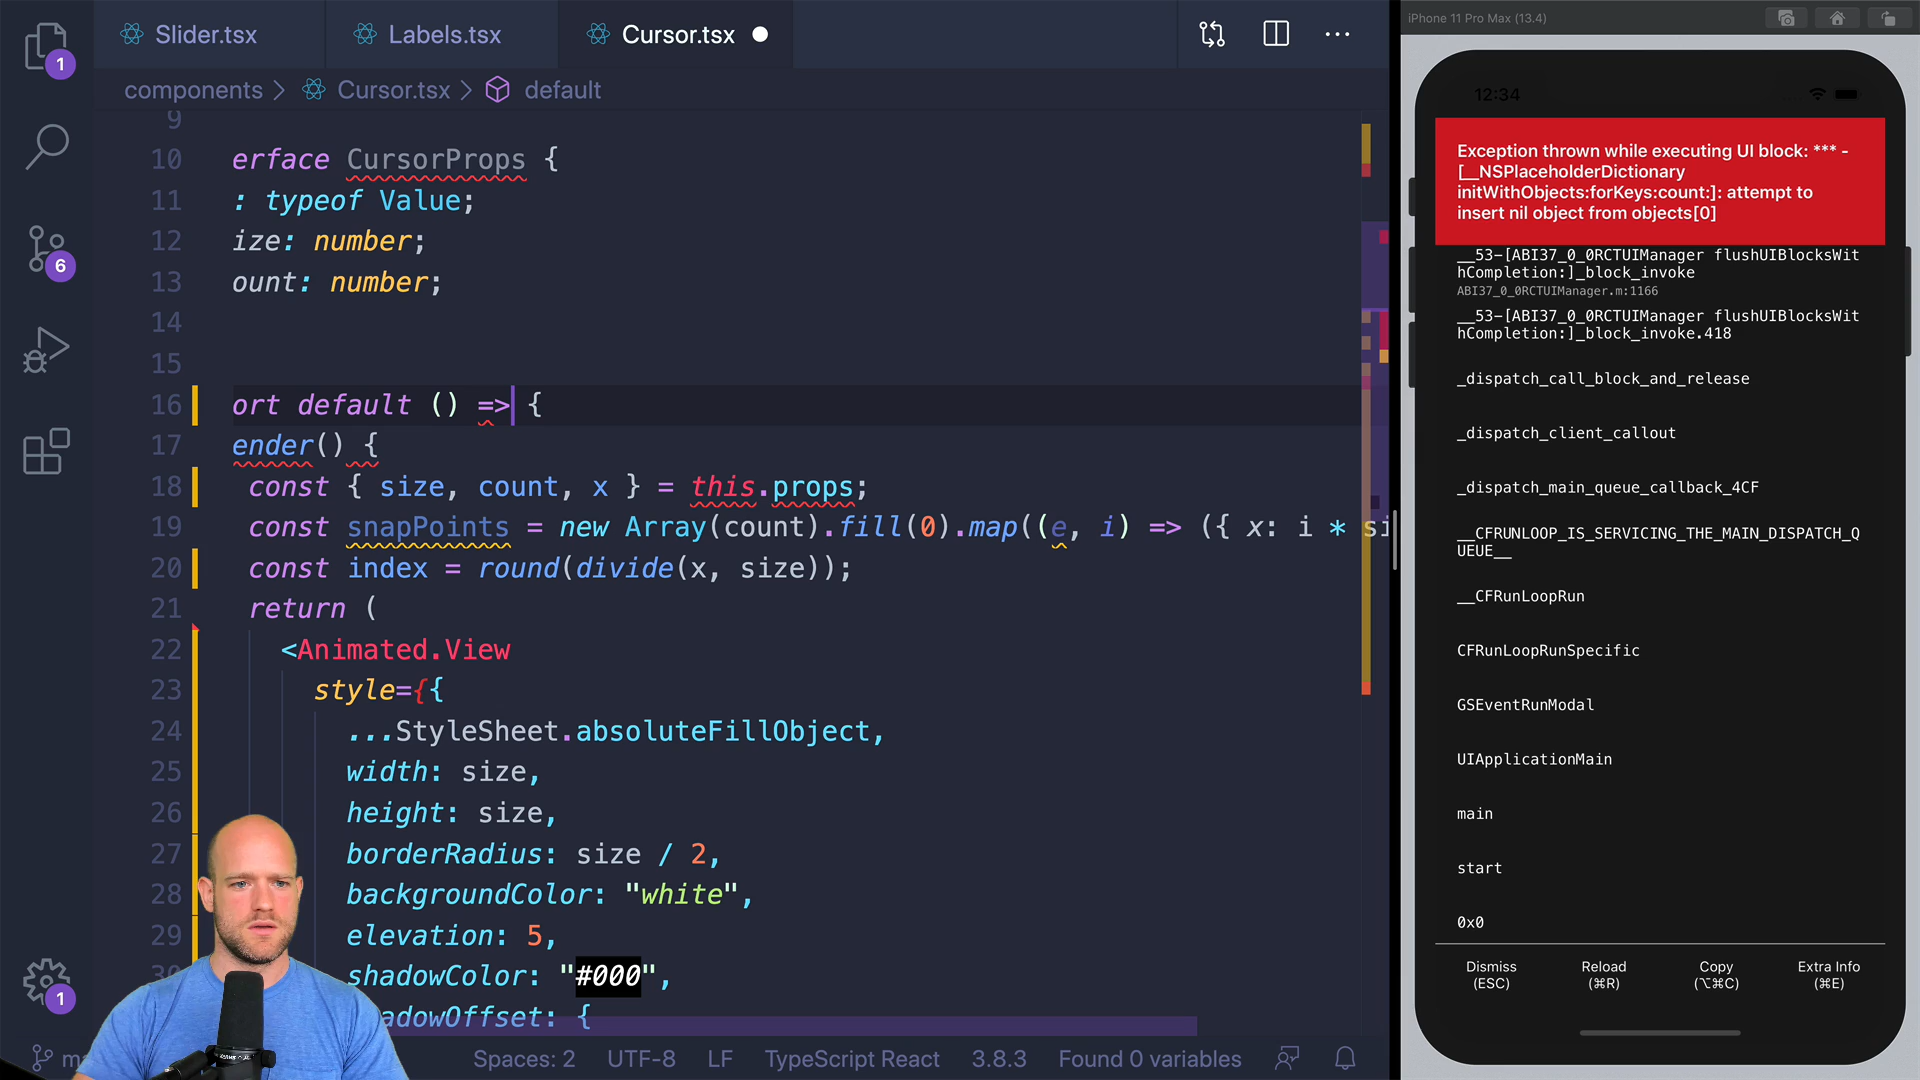 Slider.tsx
Labels.tsx
Cursor.tsx
components > Cursor.tsx > default
9
10 erface CursorProps {
11 : typeof Value;
12 ize: number;
13 ount: number;
14
15
16 ort default () => {
17 ender() {
18 const { size, count, x } = this.props;
19 const snapPoints = new Array(count).fill(0).map((e, i) => ({ x: i * si
20 const index = round(divide(x, size));
21 return (
22 <Animated.View
23 style={{
24 ...StyleSheet.absoluteFillObject,
25 width: size,
26 height: size,
27 borderRadius: size / 2,
28 backgroundColor: "white",
29 elevation: 5,
30 shadowColor: "#000",
adowOffset: {
1
6
1
Spaces: 2
UTF-8
LF
TypeScript React
3.8.3
Found 0 variables
iPhone 11 Pro Max (13.4)
12:34
Exception thrown while executing UI block: *** -
[__NSPlaceholderDictionary
initWithObjects:forKeys:count:]: attempt to
insert nil object from objects[0]
__53-[ABI37_0_0RCTUIManager flushUIBlocksWit
hCompletion:]_block_invoke
ABI37_0_0RCTUIManager.m:1166
__53-[ABI37_0_0RCTUIManager flushUIBlocksWit
hCompletion:]_block_invoke.418
_dispatch_call_block_and_release
_dispatch_client_callout
_dispatch_main_queue_callback_4CF
__CFRUNLOOP_IS_SERVICING_THE_MAIN_DISPATCH_Q
UEUE__
__CFRunLoopRun
CFRunLoopRunSpecific
GSEventRunModal
UIApplicationMain
main
start
0x0
Dismiss
(ESC)
Reload
(⌘R)
Copy
(⌥⌘C)
Extra Info
(⌘E)